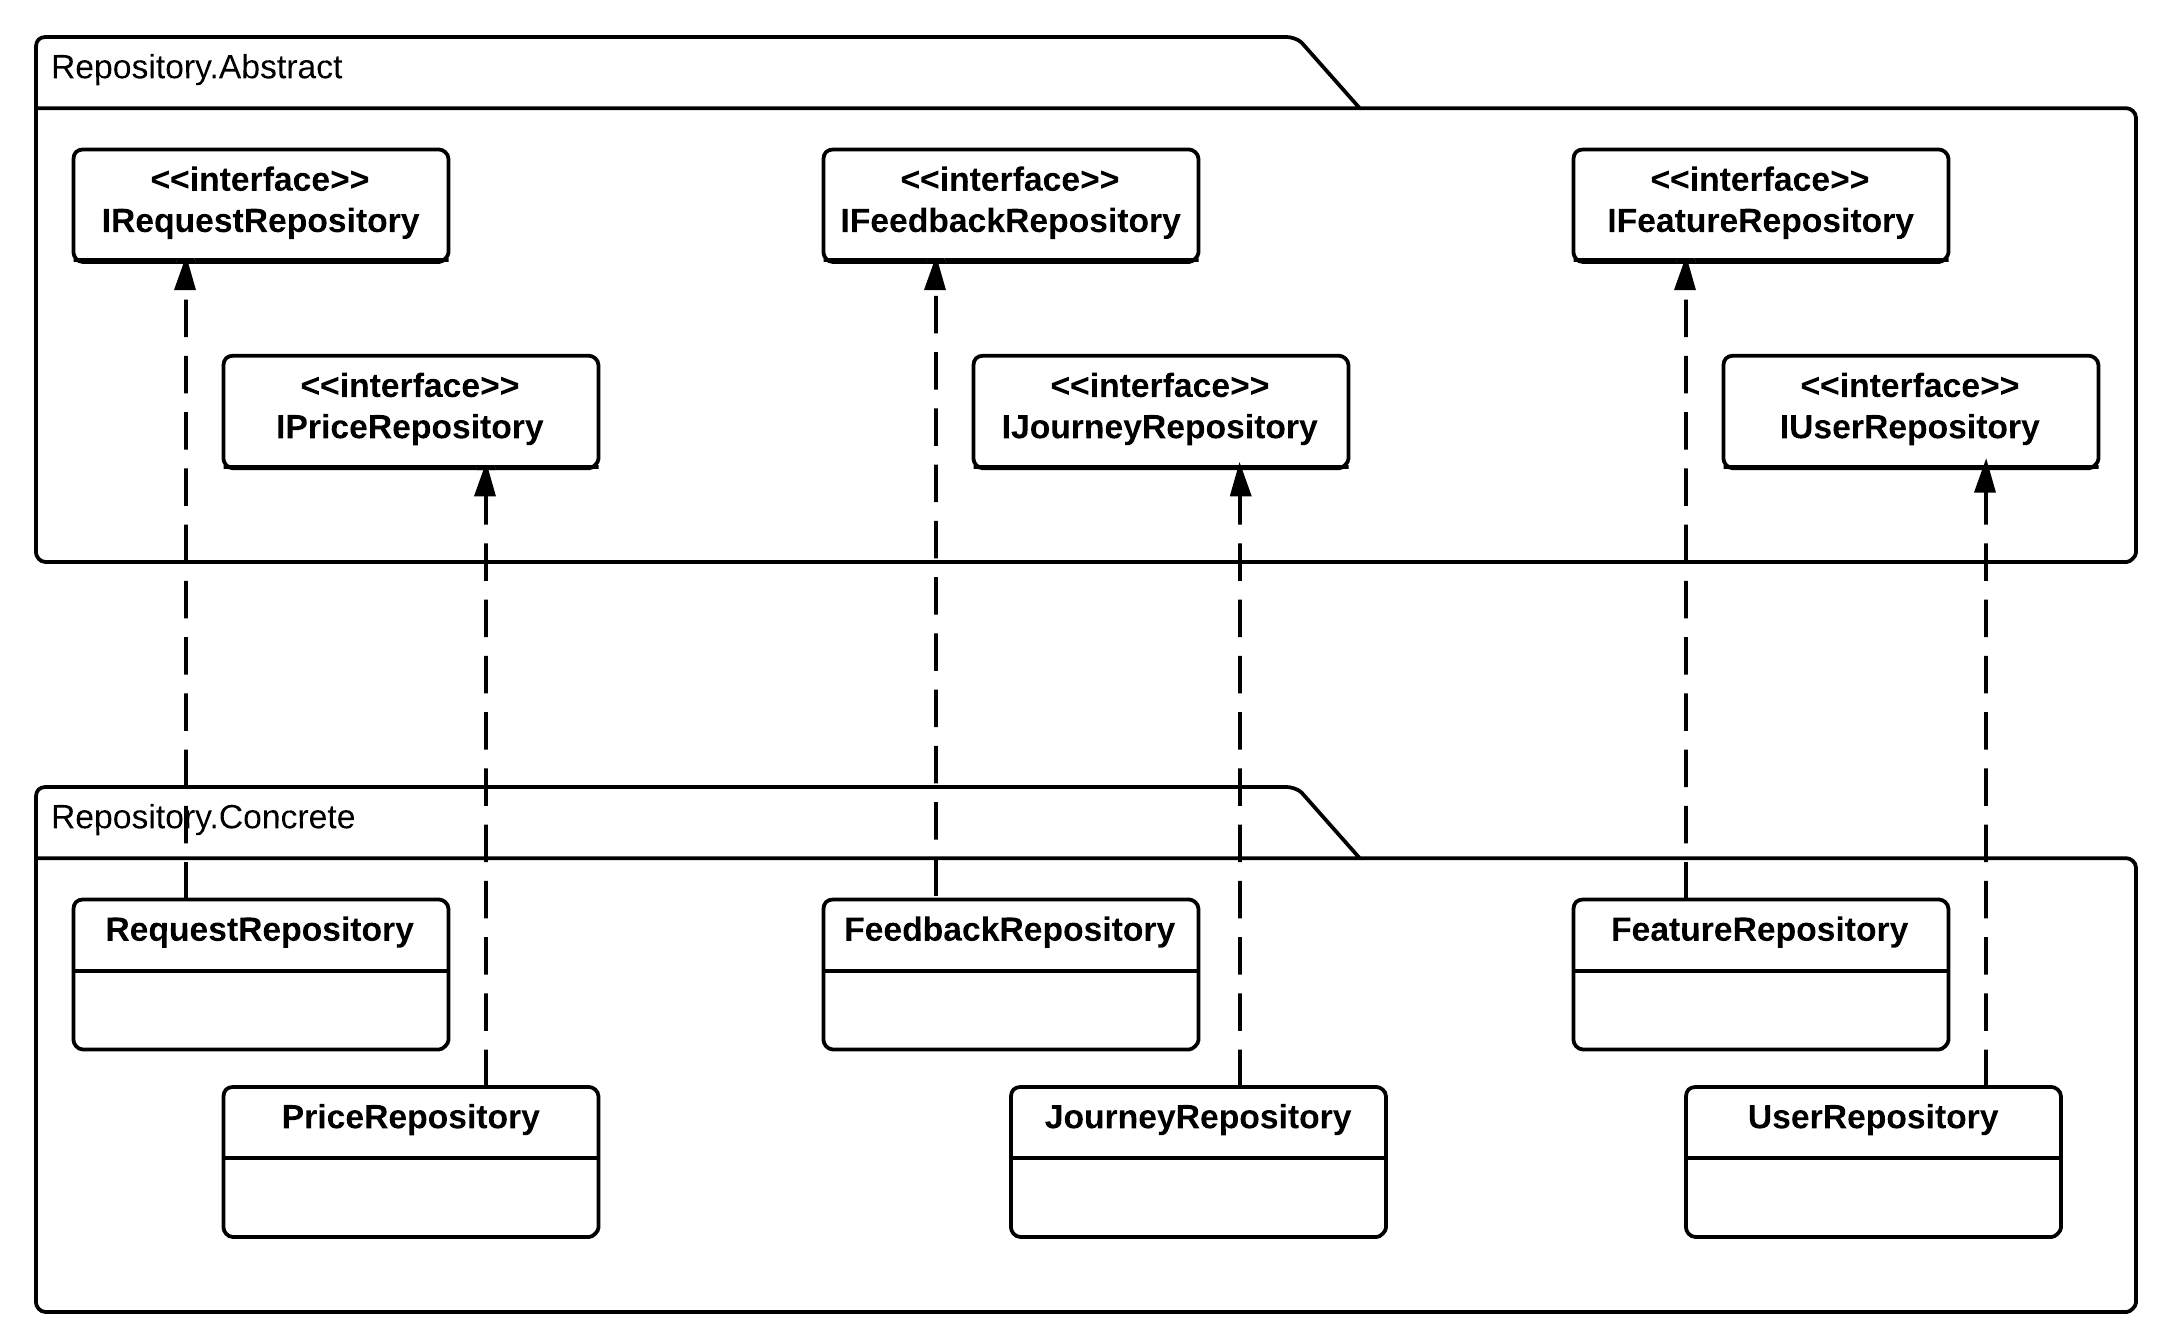 Repository.Abstract
<<interface>>
IRequestRepository
<<interface>>
IFeedbackRepository
<<interface>>
IFeatureRepository
<<interface>>
IPriceRepository
<<interface>>
IJourneyRepository
<<interface>>
IUserRepository
Repository.Concrete
RequestRepository
FeedbackRepository
FeatureRepository
PriceRepository
JourneyRepository
UserRepository